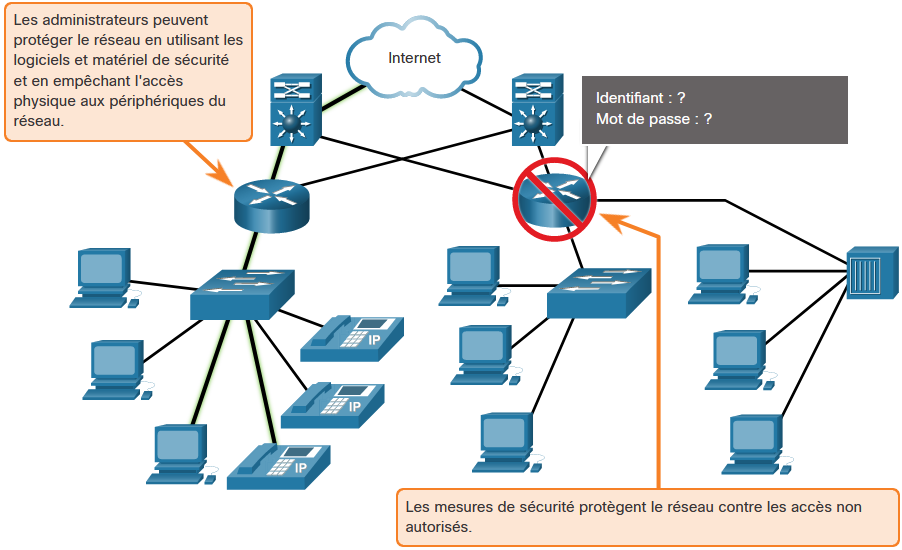 Les administrateurs peuvent
protéger le réseau en utilisant les
logiciels et matériel de sécurité
et en empêchant l'accès
physique aux périphériques du
réseau.
Internet
Identifiant : ?
Mot de passe : ?
IP
IP
IP
Les mesures de sécurité protègent le réseau contre les accès non
autorisés.